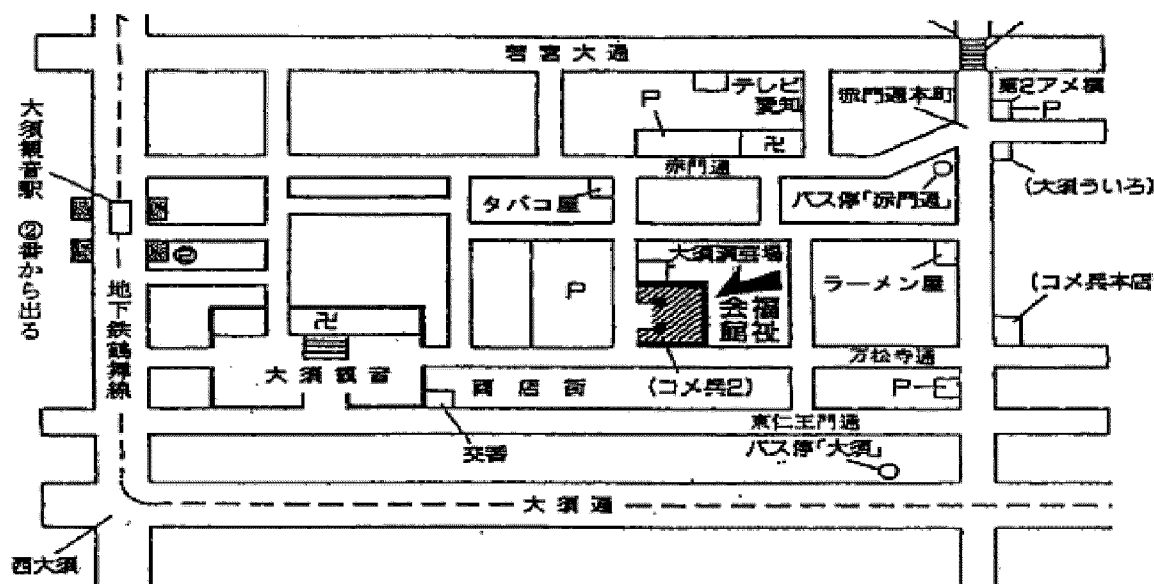 若宮大通
テレビ
愛知
P
赤門通本町
第2アメ横
P
卍
赤門通
(大須ういろ)
大須観音駅 ②番から出る
タバコ屋
バス停「赤門通」
②
大須演芸場
ラーメン屋
(コメ兵本店
P
福祉
会館
地下鉄鶴舞線
卍
万松寺通
大須観音
商店街
(コメ兵2)
P
東仁王門通
交番
バス停「大須」
大須通
西大須